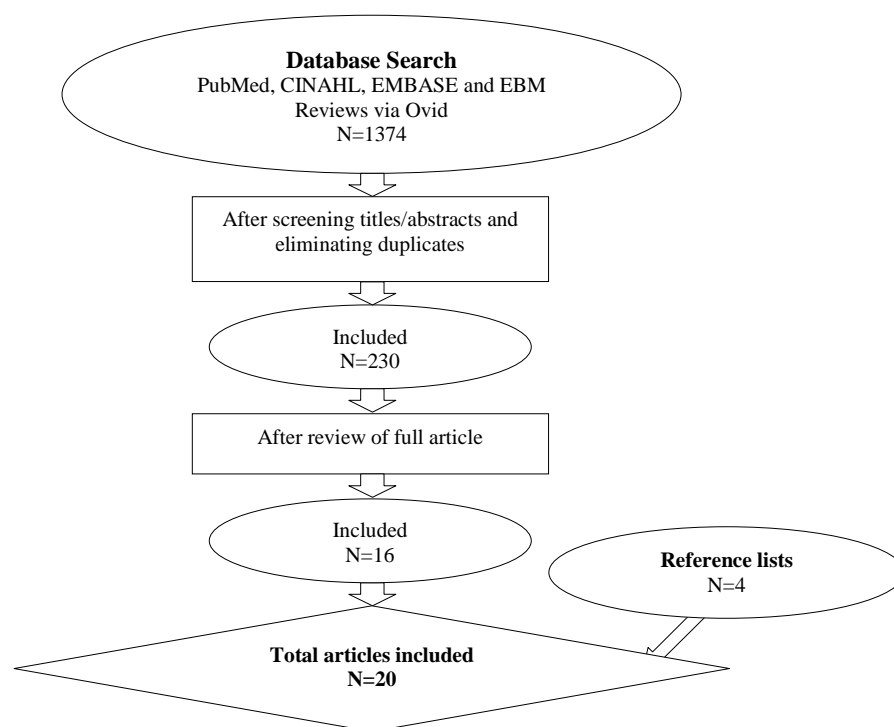 Database Search
PubMed, CINAHL, EMBASE and EBM
Reviews via Ovid
N=1374
After screening titles/abstracts and
eliminating duplicates
Included
N=230
After review of full article
Included
N=16
Reference lists
N=4
Total articles included
N=20